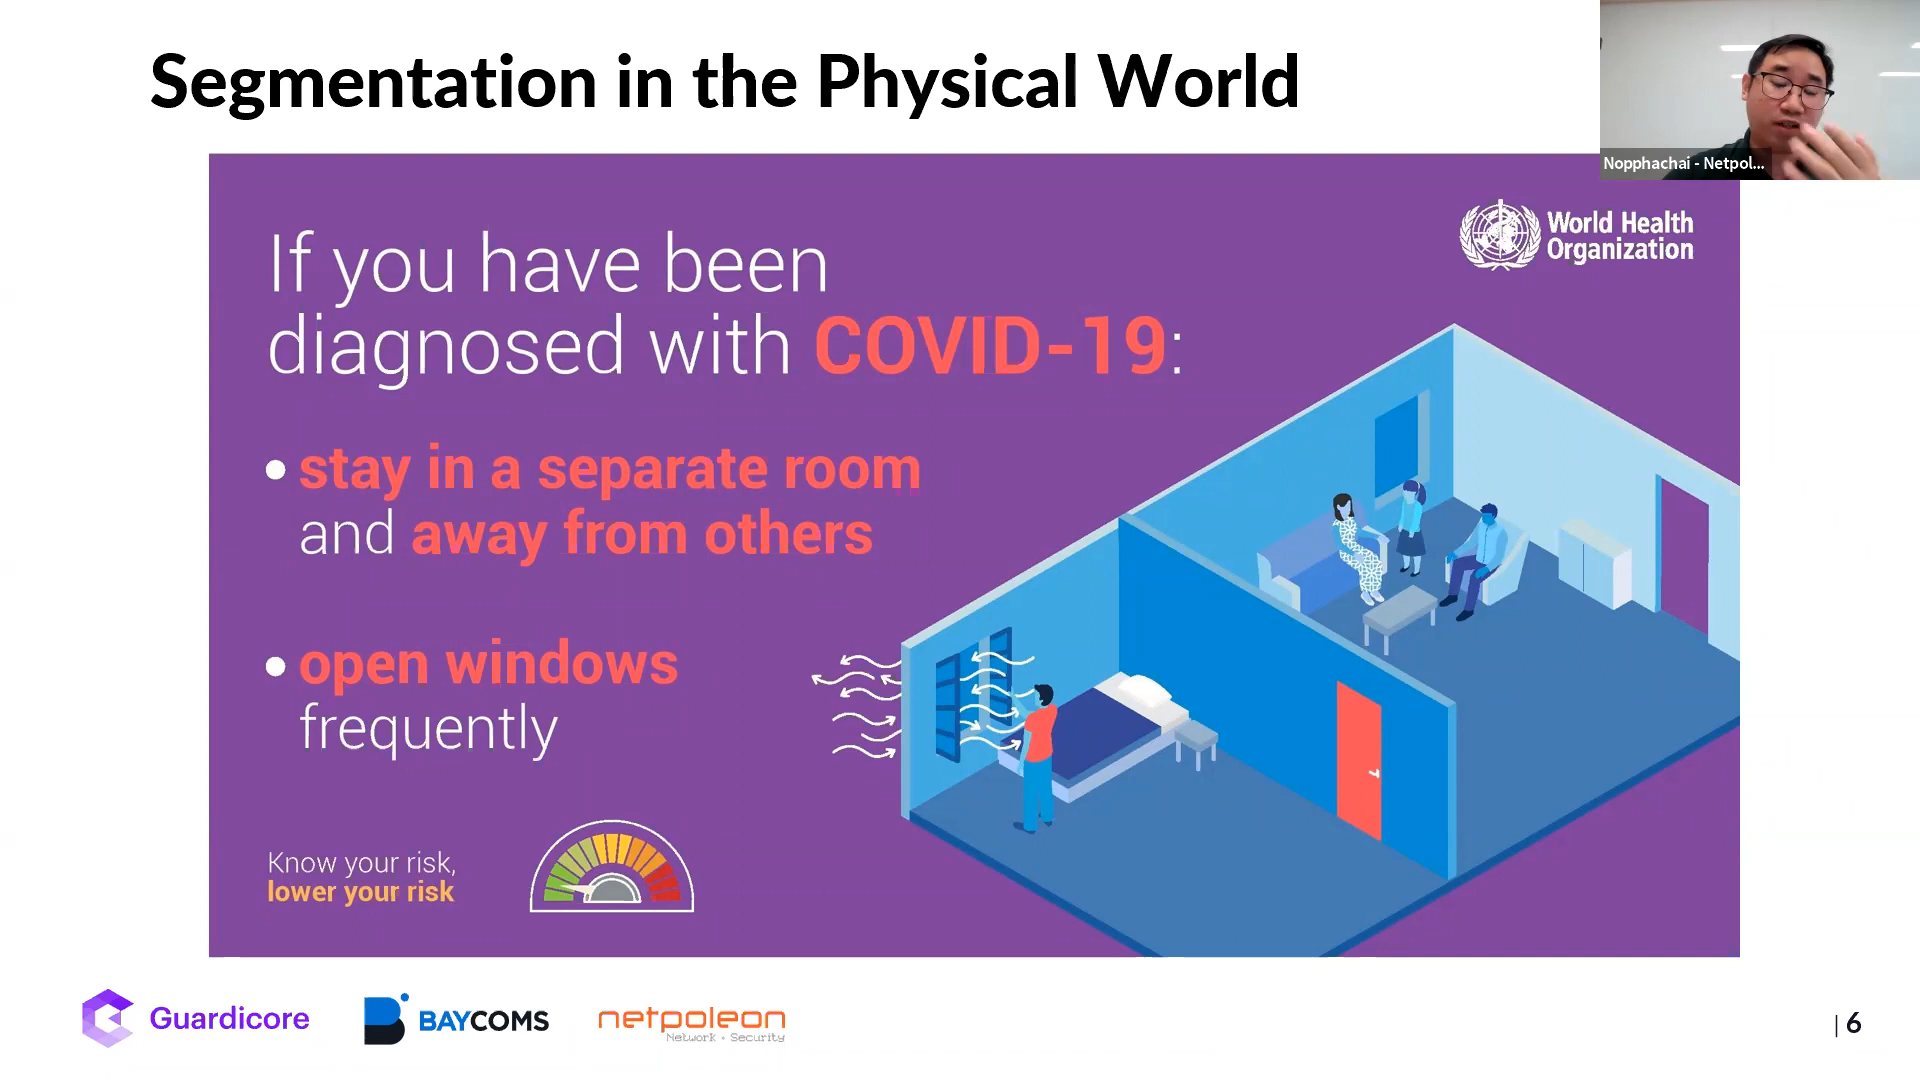 Segmentation in the Physical World
Nopphachai - Netpol...
World Health
Organization
If you have been
diagnosed with COVID-19:
• stay in a separate room
and away from others
• open windows
frequently
Know your risk,
lower your risk
Guardicore
BAYCOMS
netpoleon
Network • Security
| 6